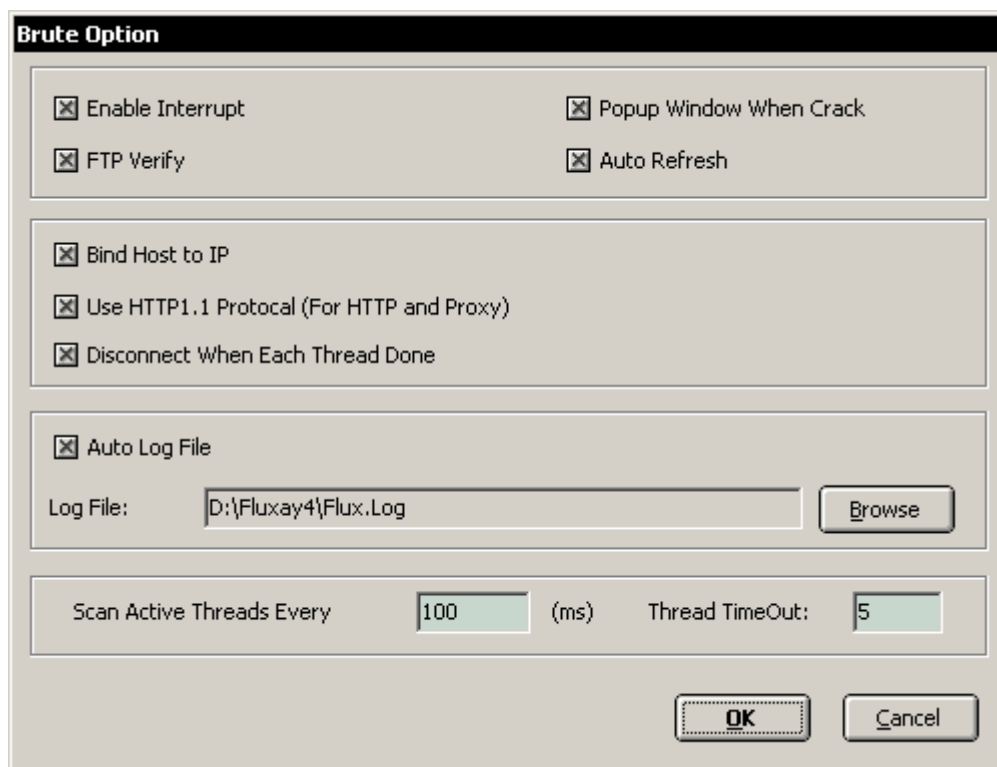 Brute Option
Enable Interrupt
Popup Window When Crack
FTP Verify
Auto Refresh
Bind Host to IP
Use HTTP1.1 Protocal (For HTTP and Proxy)
Disconnect When Each Thread Done
Auto Log File
Log File: D:\Fluxay4\Flux.Log Browse
Scan Active Threads Every 100 (ms) Thread TimeOut: 5
OK Cancel